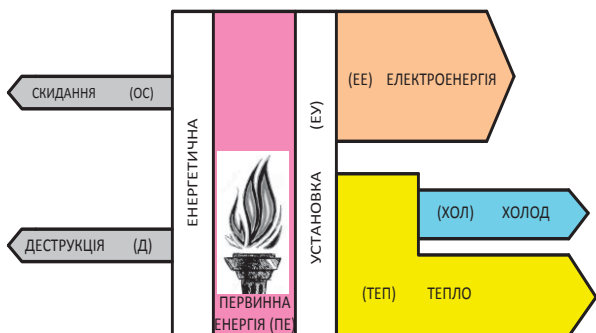 СКИДАННЯ (ОС)
ДЕСТРУКЦІЯ (Д)
ЕНЕРГЕТИЧНА
ПЕРВИННА
ЕНЕРГІЯ (ПЕ)
УСТАНОВКА (ЕУ)
(ЕЕ) ЕЛЕКТРОЕНЕРГІЯ
(ХОЛ) ХОЛОД
(ТЕП) ТЕПЛО